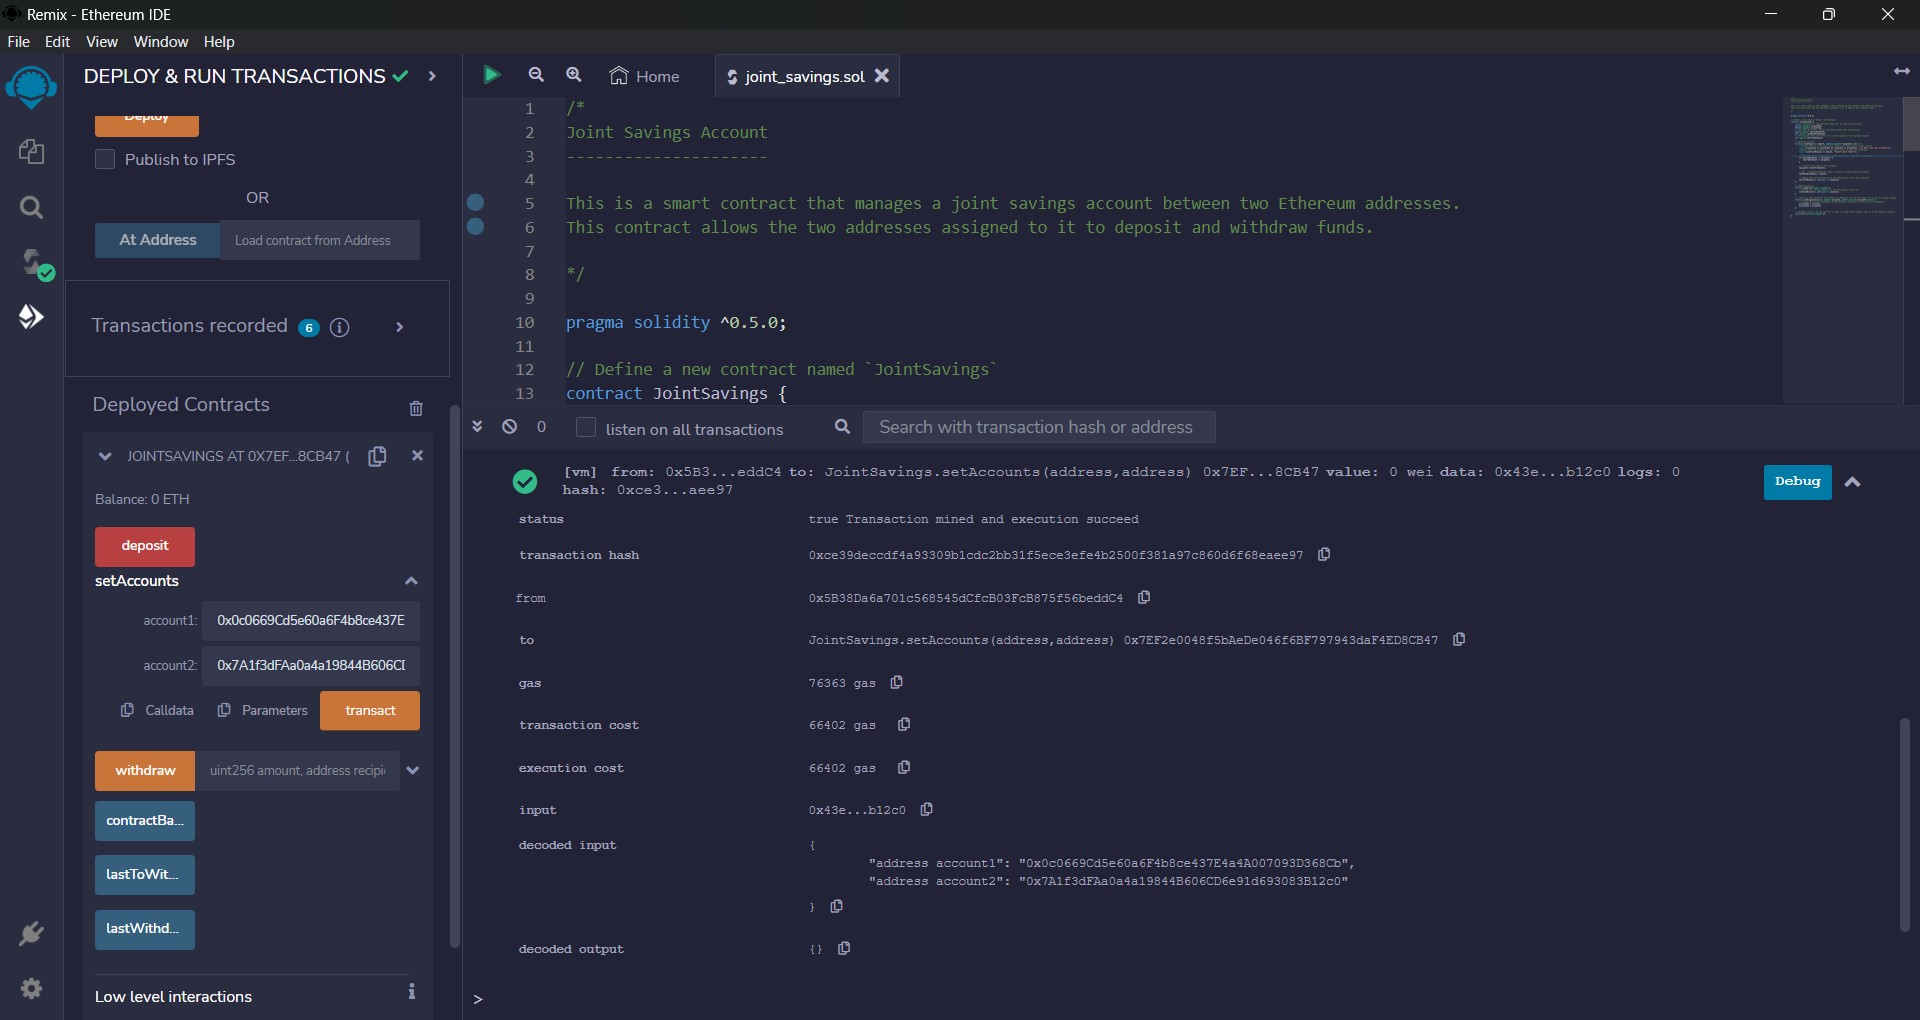 Remix - Ethereum IDE
File Edit View Window Help
DEPLOY & RUN TRANSACTIONS
Deploy
Publish to IPFS
OR
At Address Load contract from Address
Transactions recorded 6
Deployed Contracts
JOINTSAVINGS AT 0X7EF...8CB47 (
Balance: 0 ETH
deposit
setAccounts
account1: 0x0c0669Cd5e60a6F4b8ce437E
account2: 0x7A1f3dFAa0a4a19844B606CI
Calldata Parameters transact
withdraw uint256 amount, address recipi
contractBa...
lastToWit...
lastWithd...
Low level interactions
Home joint_savings.sol
1 /*
2 Joint Savings Account
3 ---------------------
4
5 This is a smart contract that manages a joint savings account between two Ethereum addresses.
6 This contract allows the two addresses assigned to it to deposit and withdraw funds.
7
8 */
9
10 pragma solidity ^0.5.0;
11
12 // Define a new contract named `JointSavings`
13 contract JointSavings {
0 listen on all transactions Search with transaction hash or address
[vm] from: 0x5B3...eddC4 to: JointSavings.setAccounts(address,address) 0x7EF...8CB47 value: 0 wei data: 0x43e...b12c0 logs: 0
hash: 0xce3...aee97
Debug
status true Transaction mined and execution succeed
transaction hash 0xce39deccdf4a93309b1cdc2bb31f5ece3efe4b2500f381a97c860d6f68eaee97
from 0x5B38Da6a701c568545dCfcB03FcB875f56beddC4
to JointSavings.setAccounts(address,address) 0x7EF2e0048f5bAeDe046f6BF797943daF4ED8CB47
gas 76363 gas
transaction cost 66402 gas
execution cost 66402 gas
input 0x43e...b12c0
decoded input {
"address account1": "0x0c0669Cd5e60a6F4b8ce437E4a4A007093D368Cb",
"address account2": "0x7A1f3dFAa0a4a19844B606CD6e91d693083B12c0"
}
decoded output {}
>